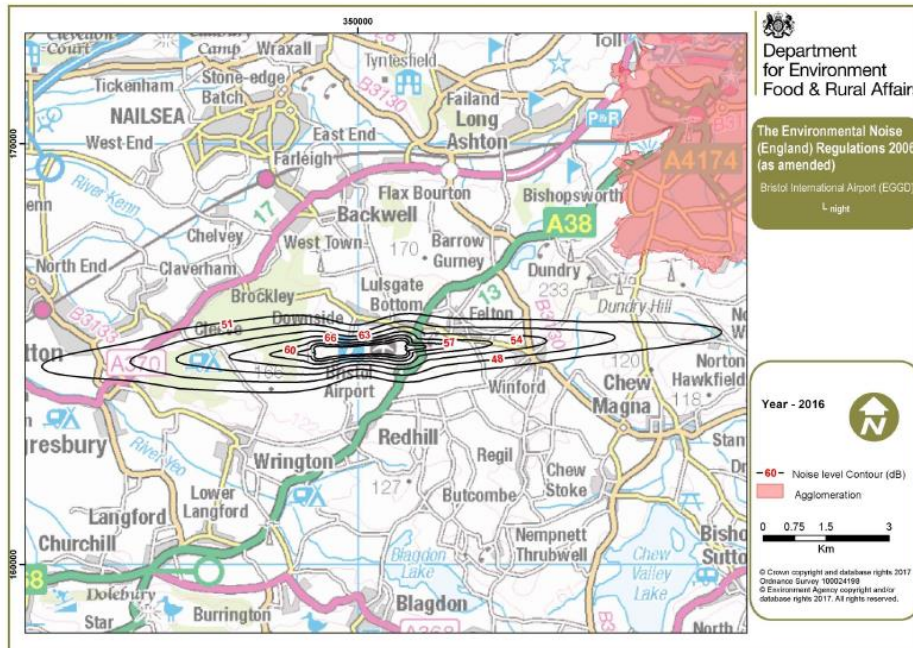 350000
170000
160000
Court
Camp
Wraxall
Tyntesfield
Toll
Tickenham
Stone-edge
Batch
B3130
Failand
NAILSEA
Long
Ashton
P&R
West End
East End
Farleigh
A4174
River Kenn
Flax Bourton
Bishopsworth
17
Backwell
A38
Chelvey
West Town
170
Barrow
Gurney
North End
Claverham
Dundry
233
Lulsgate
Bottom
13
B3133
Brockley
Dundry Hill
51
Downside
Felton
B3130
Cleeve
66
63
54
60
57
A370
48
120
166
Bristol
Airport
Winford
Norton
Hawkfield
Chew
Magna
118
Redhill
River Yeo
Regil
Wrington
127
Chew
Stoke
Lower
Langford
Butcombe
Langford
Nempnett
Thrubwell
Churchill
Blagdon
Lake
Chew
Valley
Lake
Dolebury
Star
Burrington
Blagdon
A368
North
Department
for Environment
Food & Rural Affairs
The Environmental Noise
(England) Regulations 2006
(as amended)
Bristol International Airport (EGGD)
L night
Year - 2016
N
60 Noise level Contour (dB)
Agglomeration
0 0.75 1.5 3
Km
© Crown copyright and database rights 2017
Ordnance Survey 100024198
© Environment Agency copyright and/or
database rights 2017. All rights reserved.